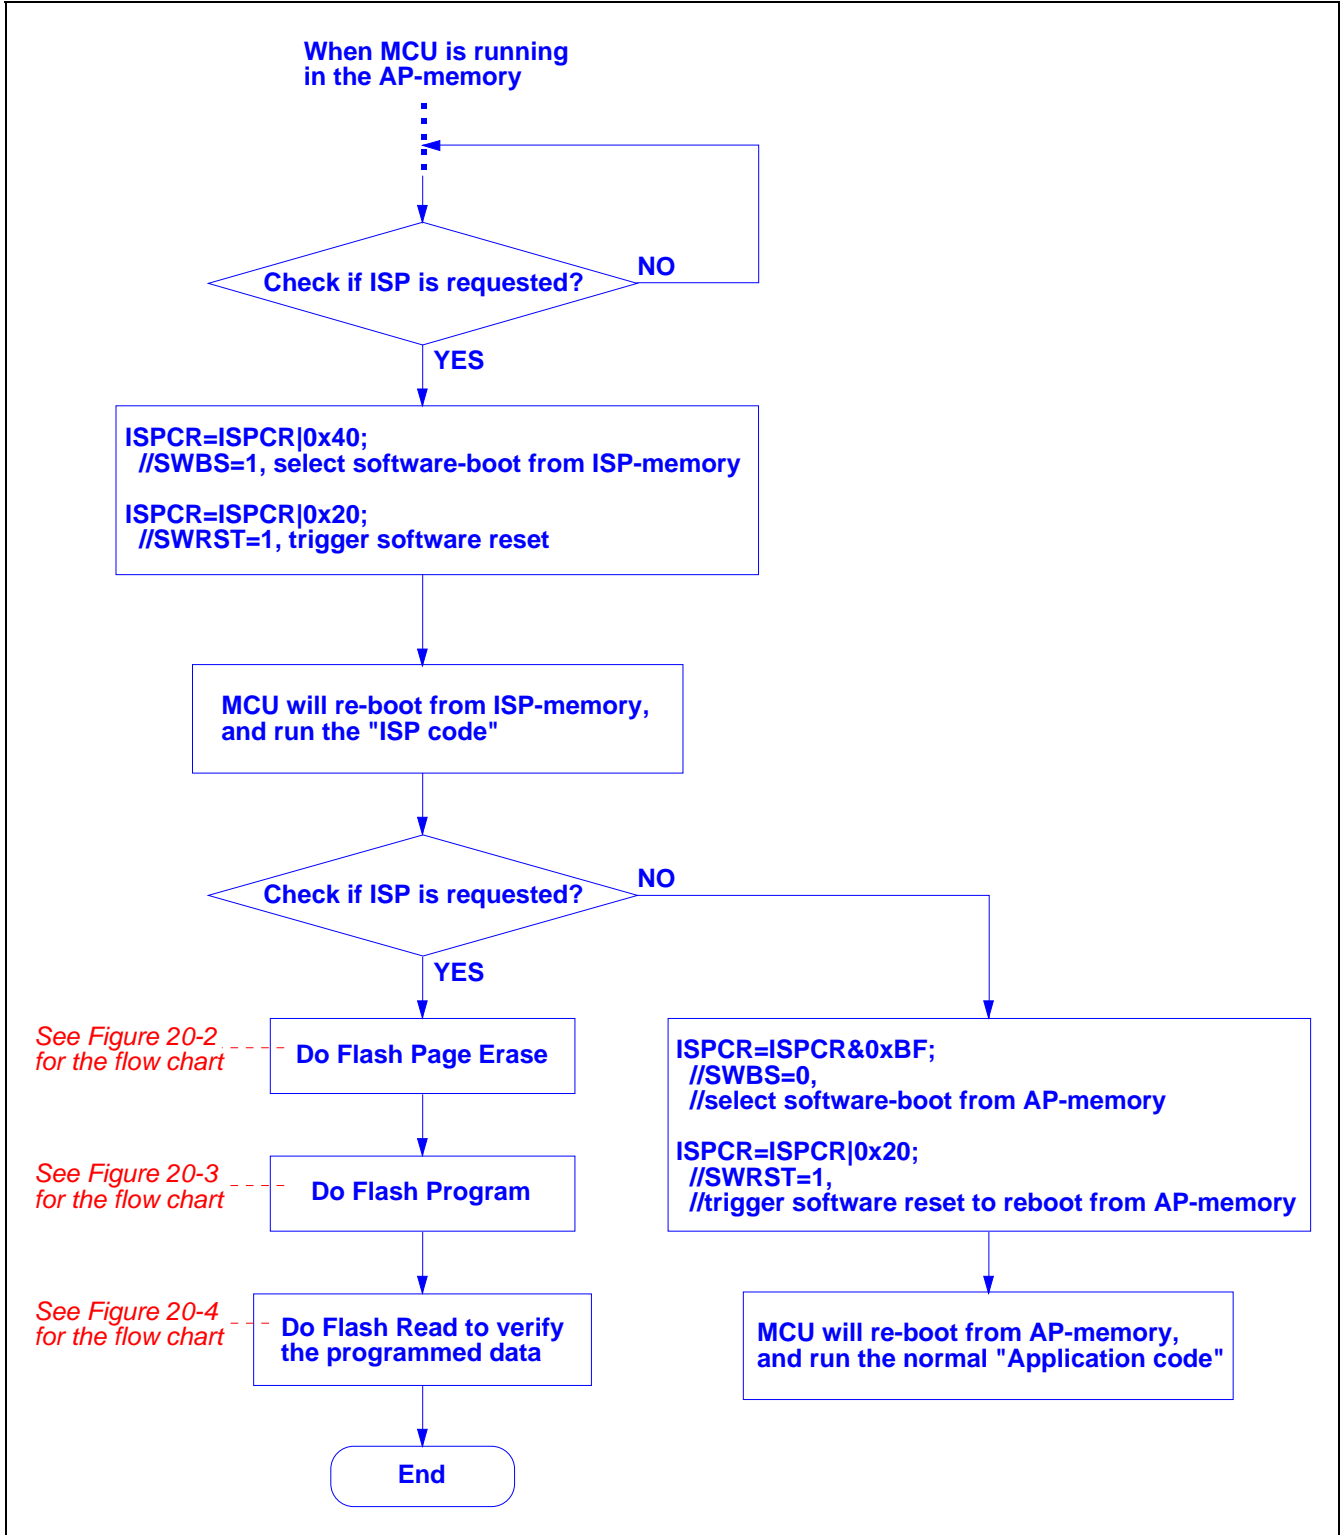 When MCU is running
in the AP-memory
Check if ISP is requested?
NO
YES
ISPCR=ISPCR|0x40;
//SWBS=1, select software-boot from ISP-memory
ISPCR=ISPCR|0x20;
//SWRST=1, trigger software reset
MCU will re-boot from ISP-memory,
and run the "ISP code"
Check if ISP is requested?
NO
YES
See Figure 20-2
for the flow chart
Do Flash Page Erase
See Figure 20-3
for the flow chart
Do Flash Program
See Figure 20-4
for the flow chart
Do Flash Read to verify
the programmed data
End
ISPCR=ISPCR&0xBF;
//SWBS=0,
//select software-boot from AP-memory
ISPCR=ISPCR|0x20;
//SWRST=1,
//trigger software reset to reboot from AP-memory
MCU will re-boot from AP-memory,
and run the normal "Application code"